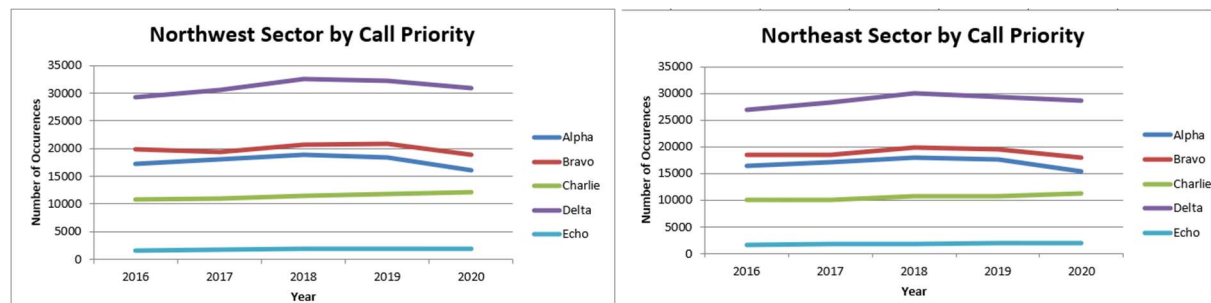 Northwest Sector by Call Priority
Number of Occurences
35000
30000
25000
20000
15000
10000
5000
0
2016 2017 2018 2019 2020
Year
Alpha
Bravo
Charlie
Delta
Echo
Northeast Sector by Call Priority
Number of Occurences
35000
30000
25000
20000
15000
10000
5000
0
2016 2017 2018 2019 2020
Year
Alpha
Bravo
Charlie
Delta
Echo